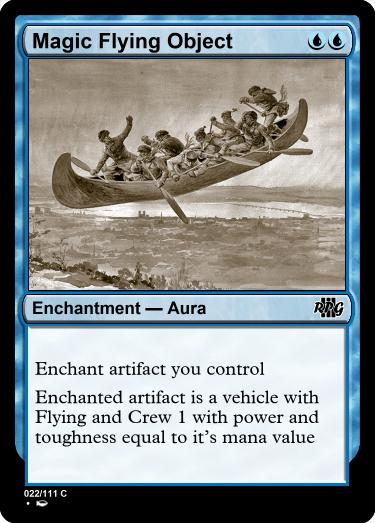 Magic Flying Object
Enchantment — Aura
RPG
Enchant artifact you control
Enchanted artifact is a vehicle with
Flying and Crew 1 with power and
toughness equal to it's mana value
022/111 C